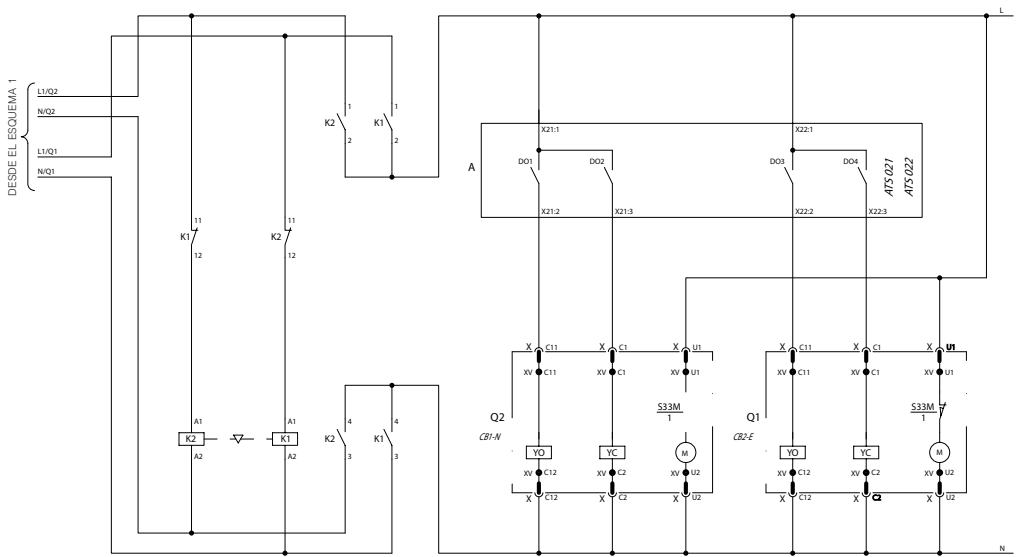 L
DESDE EL ESQUEMA 1
L1/Q2
N/Q2
L1/Q1
N/Q1
1 1
K2 K1
2 2
X21:1 X22:1
A
DO1 DO2 DO3 DO4
ATS 021
ATS 022
X21:2 X21:3 X22:2 X22:3
11 11
K1 K2
12 12
X C11 X C1 X U1 X C11 X C1 X U1
XV C11 XV C1 XV U1 XV C11 XV C1 XV U1
S33M
1
S33M
1
Q2
CB1-N
Q1
CB2-E
A1 A1 4 4
K2 K1 K2 K1
A2 A2 3 3
YO YC M YO YC M
XV C12 XV C2 XV U2 XV C12 XV C2 XV U2
X C12 X C2 X U2 X C12 X C2 X U2
N